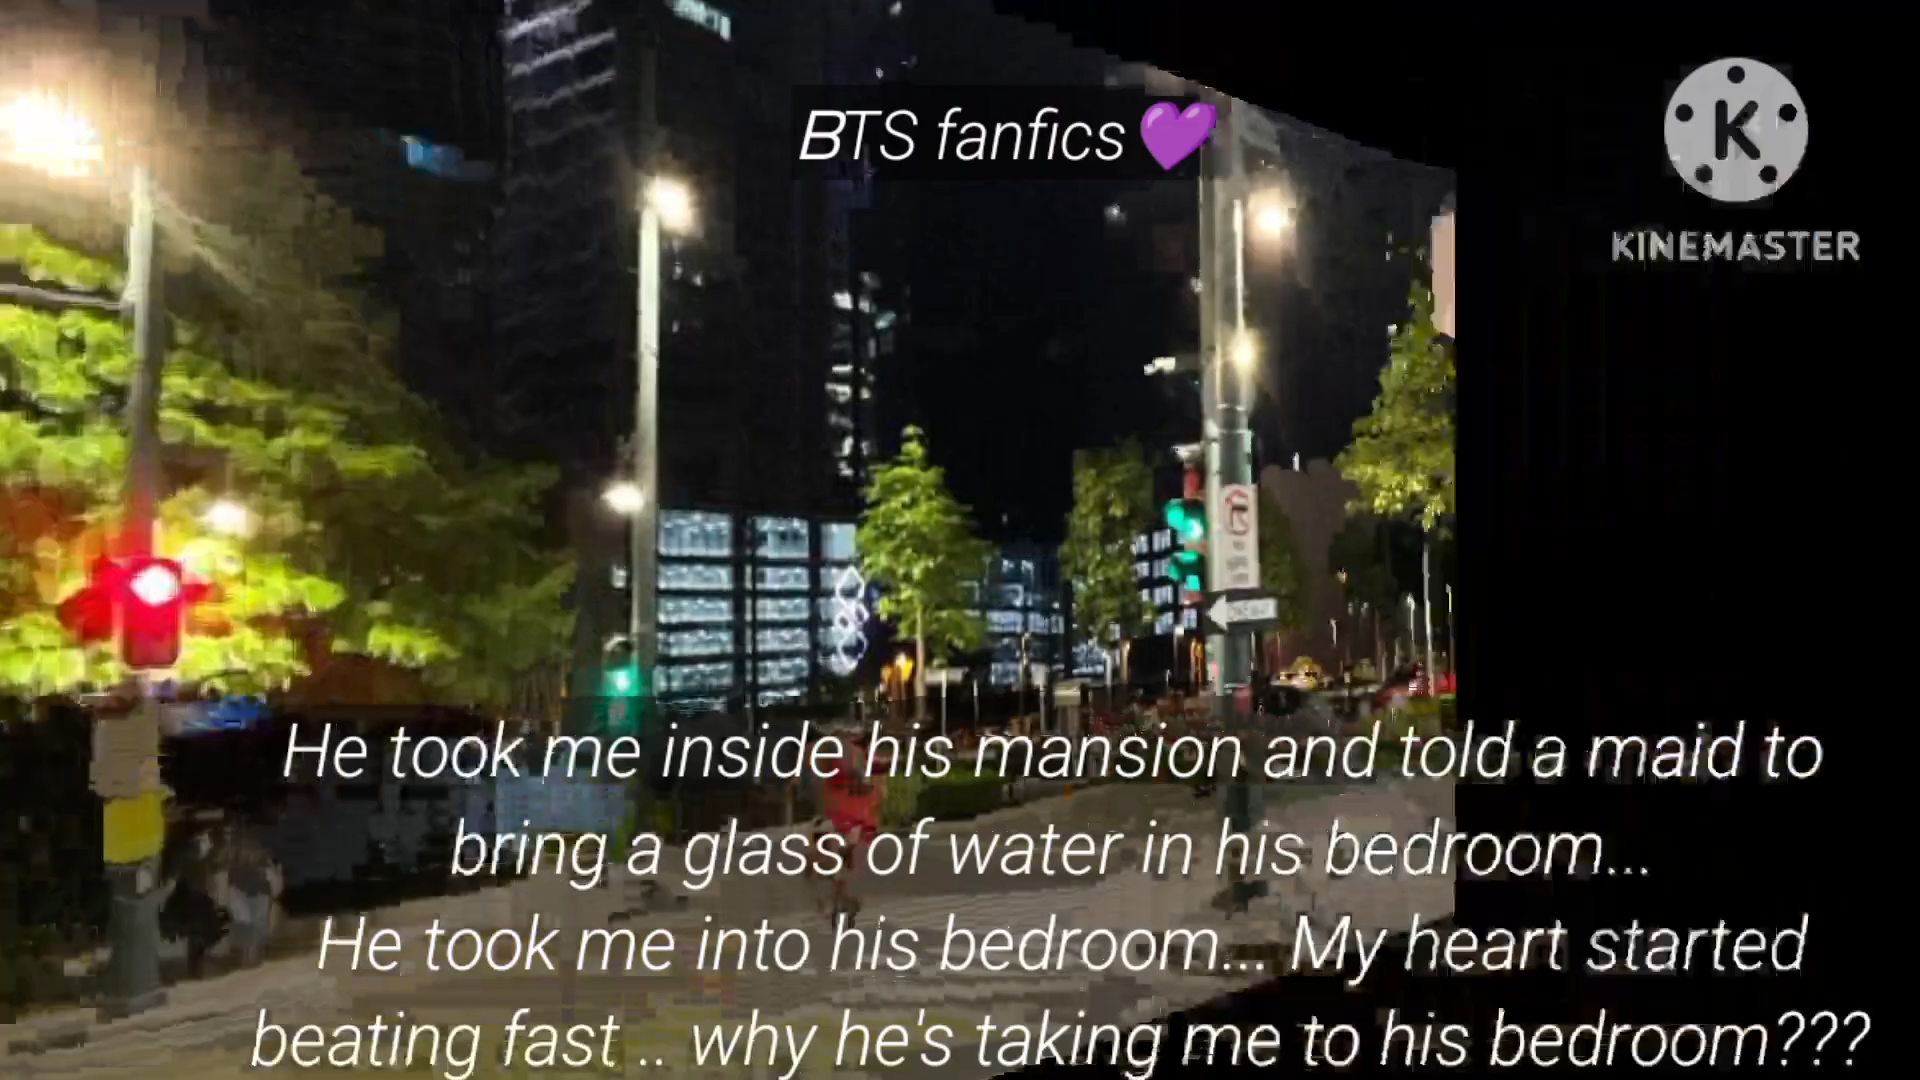 BTS fanfics💜
K
KINEMASTER
He took me inside his mansion and told a maid to
bring a glass of water in his bedroom...
He took me into his bedroom... My heart started
beating fast .. why he's taking me to his bedroom???